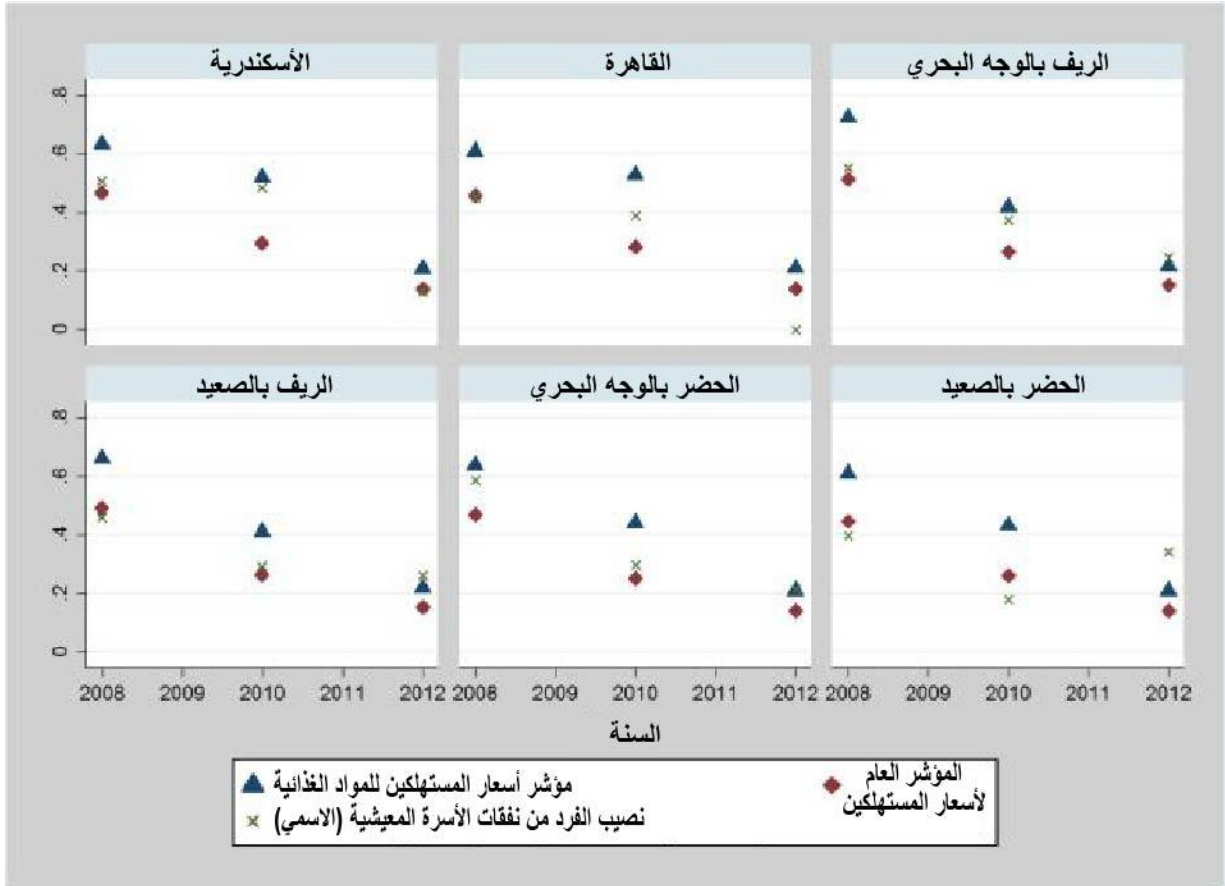 الأسكندرية
القاهرة
الريف بالوجه البحري
.8
.6
.4
.2
0
الريف بالصعيد
الحضر بالوجه البحري
الحضر بالصعيد
.8
.6
.4
.2
0
2008 2009 2010 2011 2012
2008 2009 2010 2011 2012
2008 2009 2010 2011 2012
السنة
المؤشر العام
لأسعار المستهلكين
مؤشر أسعار المستهلكين للمواد الغذائية
نصيب الفرد من نفقات الأسرة المعيشية (الاسمي)